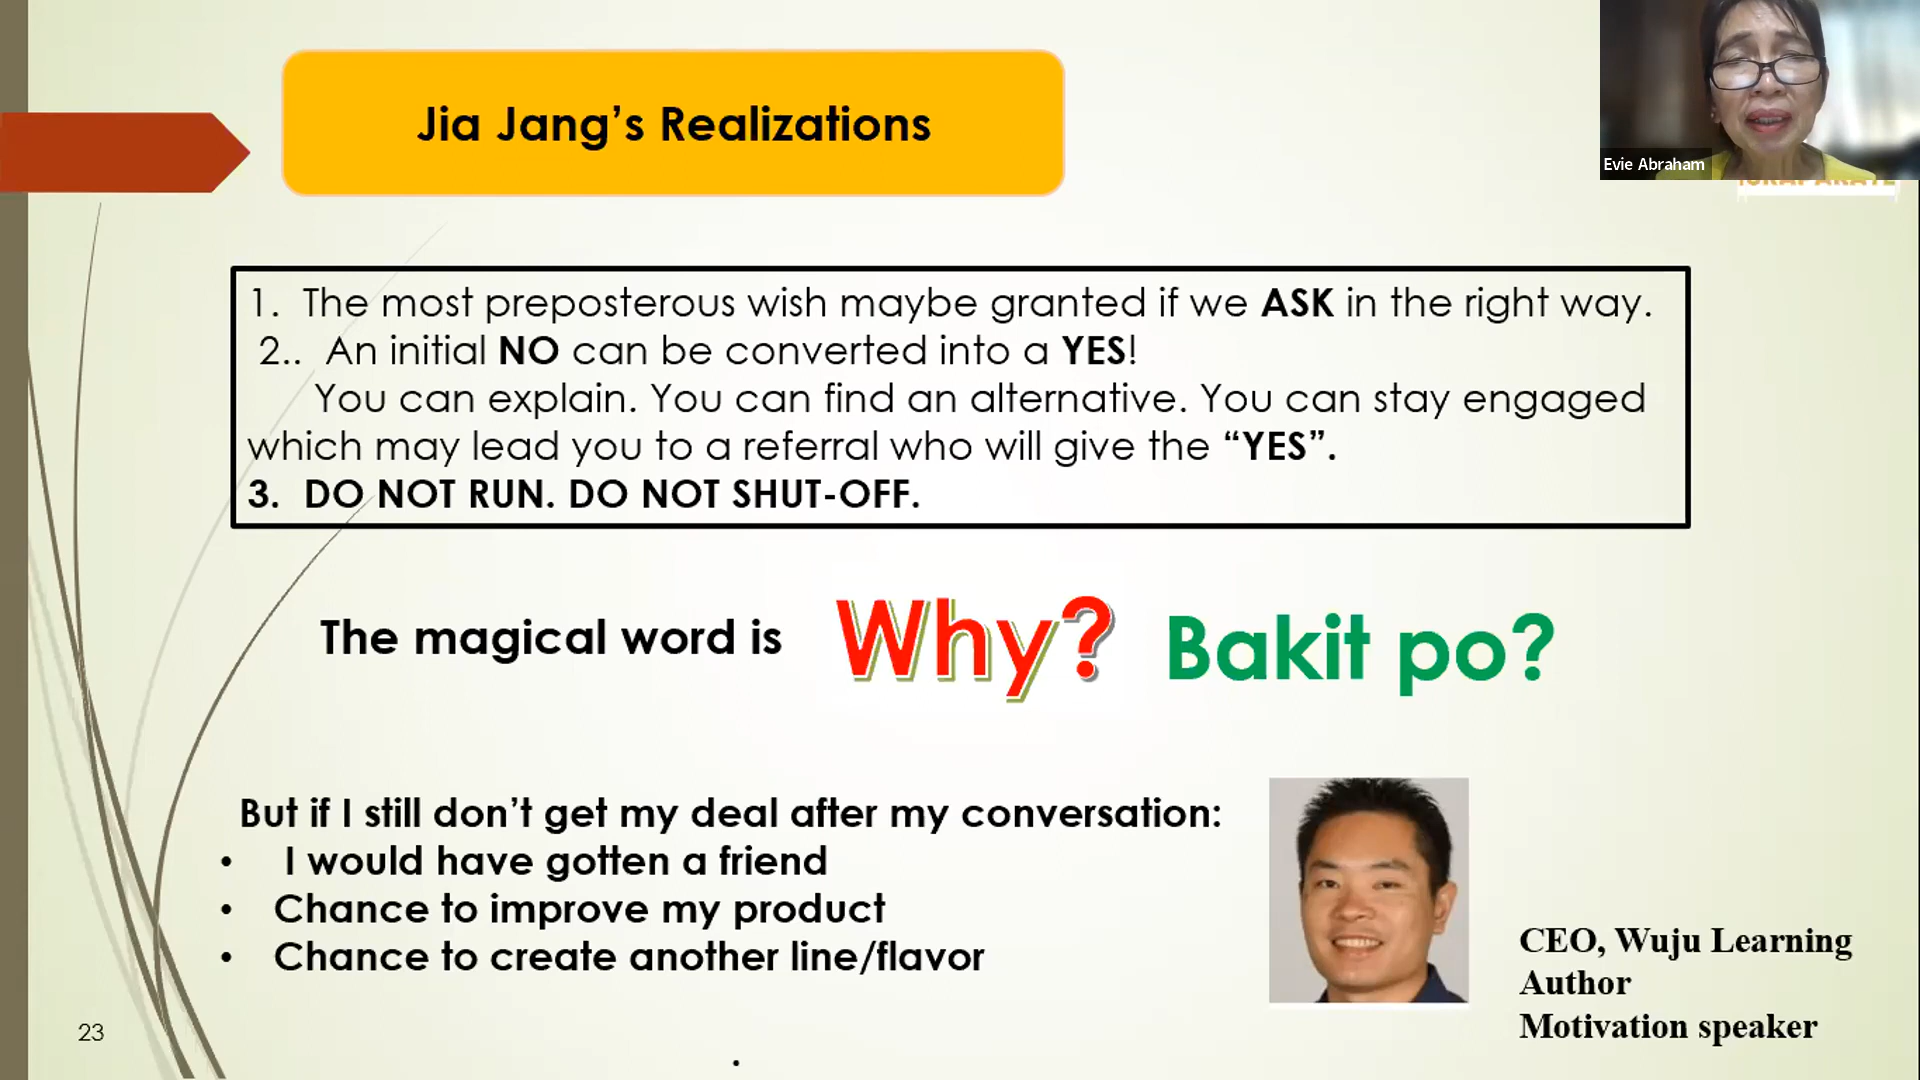 Jia Jang’s Realizations
Evie Abraham
1. The most preposterous wish maybe granted if we ASK in the right way.
2.. An initial NO can be converted into a YES!
You can explain. You can find an alternative. You can stay engaged
which may lead you to a referral who will give the “YES”.
3. DO NOT RUN. DO NOT SHUT-OFF.
The magical word is Why? Bakit po?
But if I still don’t get my deal after my conversation:
• I would have gotten a friend
• Chance to improve my product
• Chance to create another line/flavor
CEO, Wuju Learning
Author
Motivation speaker
23
.